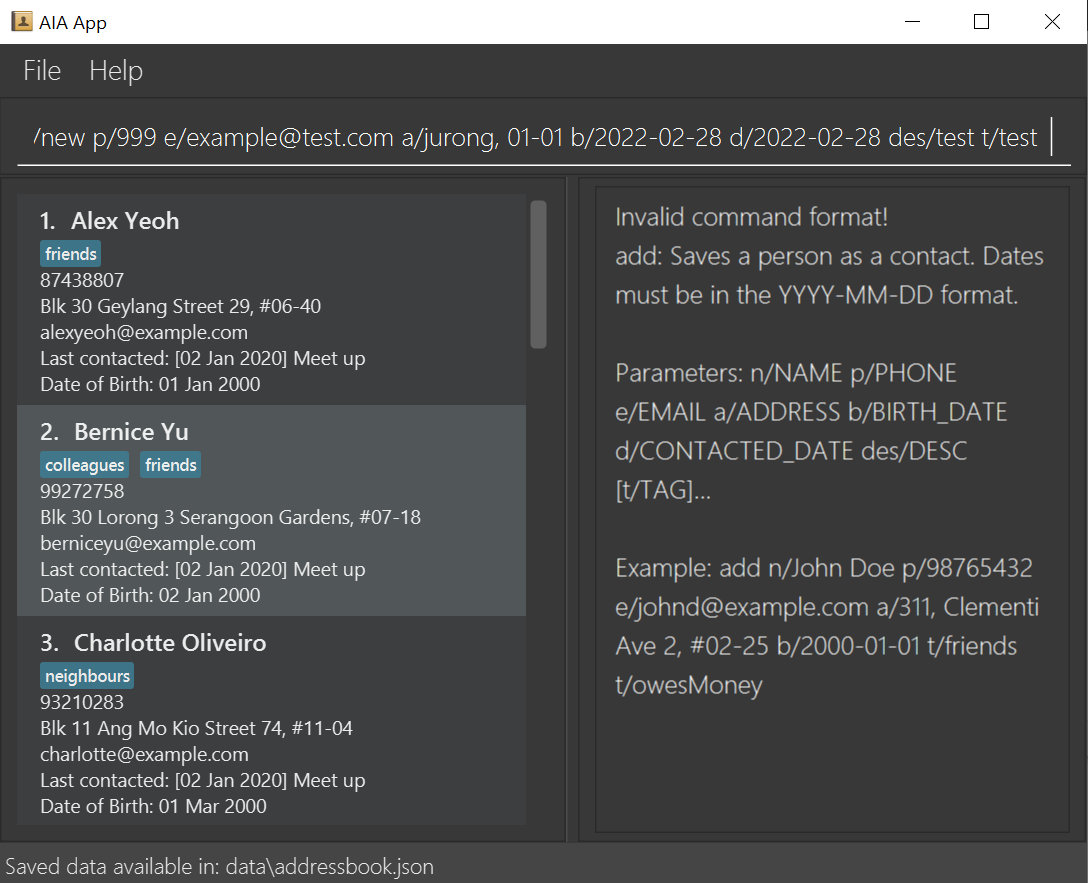 AIA App
File Help
/new p/999 e/example@test.com a/jurong, 01-01 b/2022-02-28 d/2022-02-28 des/test t/test
1. Alex Yeoh
friends
87438807
Blk 30 Geylang Street 29, #06-40
alexyeoh@example.com
Last contacted: [02 Jan 2020] Meet up
Date of Birth: 01 Jan 2000
2. Bernice Yu
colleagues friends
99272758
Blk 30 Lorong 3 Serangoon Gardens, #07-18
berniceyu@example.com
Last contacted: [02 Jan 2020] Meet up
Date of Birth: 02 Jan 2000
3. Charlotte Oliveiro
neighbours
93210283
Blk 11 Ang Mo Kio Street 74, #11-04
charlotte@example.com
Last contacted: [02 Jan 2020] Meet up
Date of Birth: 01 Mar 2000
Invalid command format!
add: Saves a person as a contact. Dates
must be in the YYYY-MM-DD format.
Parameters: n/NAME p/PHONE
e/EMAIL a/ADDRESS b/BIRTH_DATE
d/CONTACTED_DATE des/DESC
[t/TAG]...
Example: add n/John Doe p/98765432
e/johnd@example.com a/311, Clementi
Ave 2, #02-25 b/2000-01-01 t/friends
t/owesMoney
Saved data available in: data\addressbook.json